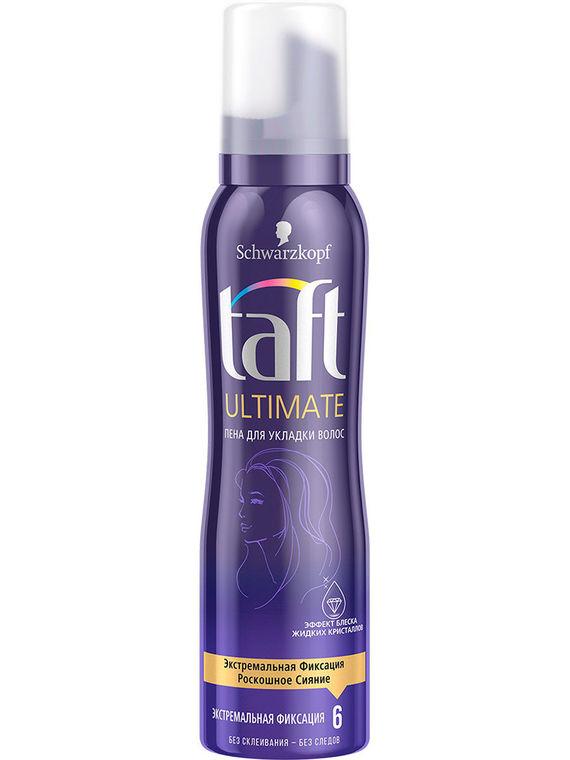 Schwarzkopf
taft
ULTIMATE
ПЕНА ДЛЯ УКЛАДКИ ВОЛОС
ЭФФЕКТ БЛЕСКА
ЖИДКИХ КРИСТАЛЛОВ
Экстремальная Фиксация
Роскошное Сияние
ЭКСТРЕМАЛЬНАЯ ФИКСАЦИЯ 6
БЕЗ СКЛЕИВАНИЯ – БЕЗ СЛЕДОВ